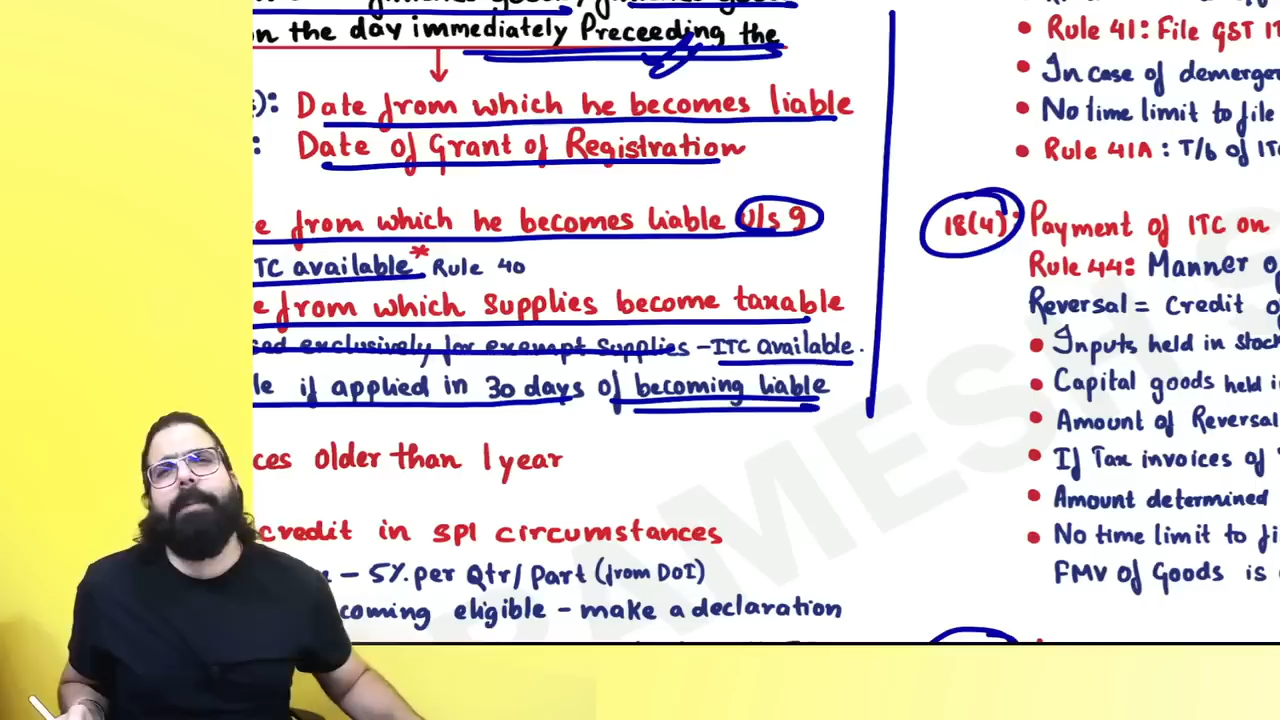 on the day immediately Preceeding the
): Date from which he becomes liable
: Date of Grant of Registration
e from which he becomes liable U/s 9
TC available* Rule 40
e from which supplies become taxable
sed exclusively for exempt supplies - ITC available.
le if applied in 30 days of becoming liable
ces older than 1 year
credit in SPl circumstances
– 5% per Qtr/Part (from DOI)
coming eligible – make a declaration
• Rule 41: File GST IT
• In case of demerger
• No time limit to file
• Rule 41A : T/b of ITC
18(4): Payment of ITC on
Rule 44: Manner of
Reversal = Credit o
• Inputs held in stock
• Capital goods held i
• Amount of Reversal
• If Tax invoices of
• Amount determined
• No time limit to fi
FMV of Goods is
RAMESH S